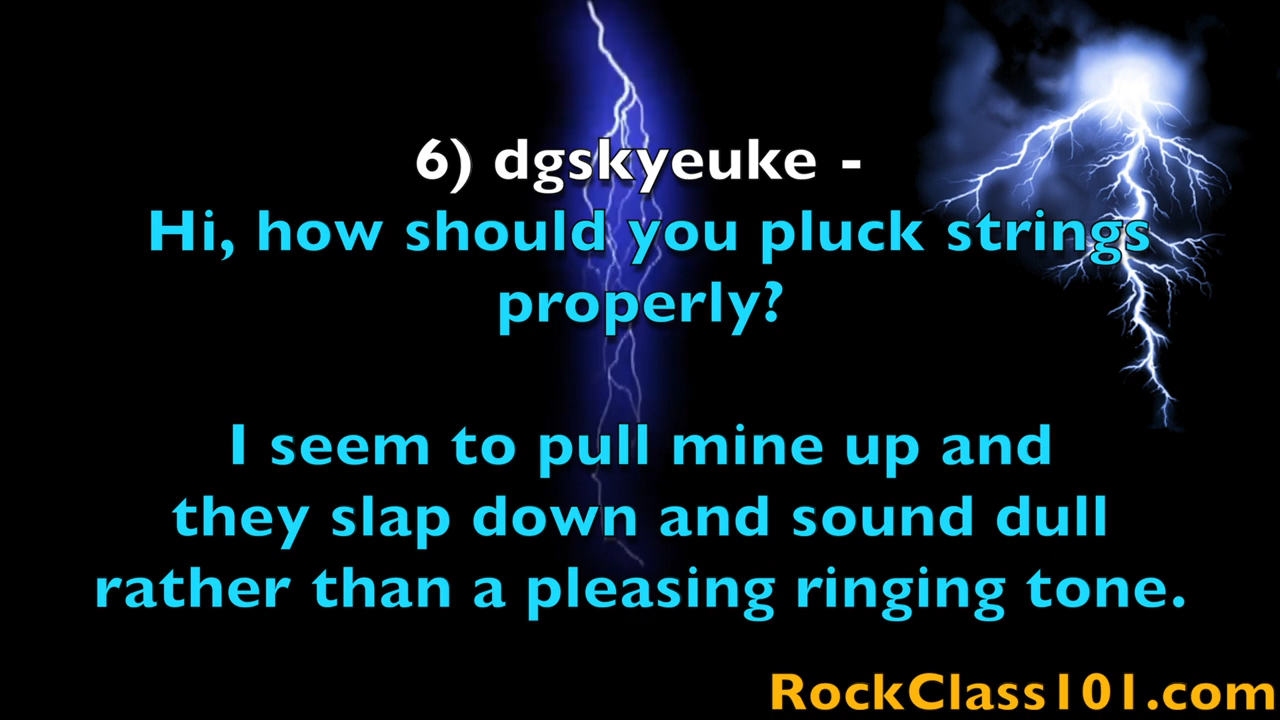 6) dgskyeuke -
Hi, how should you pluck strings
properly?
I seem to pull mine up and
they slap down and sound dull
rather than a pleasing ringing tone.
RockClass101.com